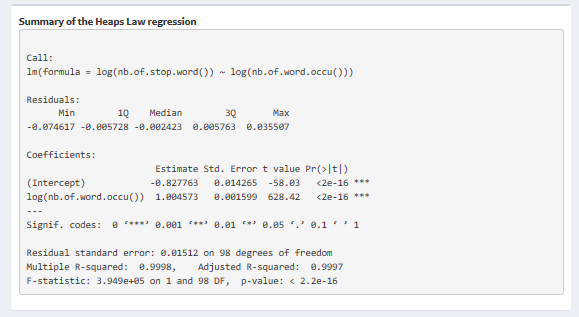 Summary of the Heaps Law regression
Call:
lm(formula = log(nb.of.stop.word()) ~ log(nb.of.word.occu()))
Residuals:
Min 1Q Median 3Q Max
-0.074617 -0.005728 -0.002423 0.005763 0.035507
Coefficients:
Estimate Std. Error t value Pr(>|t|)
(Intercept) -0.827763 0.014265 -58.03 <2e-16 ***
log(nb.of.word.occu()) 1.004573 0.001599 628.42 <2e-16 ***
---
Signif. codes: 0 ‘***’ 0.001 ‘**’ 0.01 ‘*’ 0.05 ‘.’ 0.1 ‘ ’ 1
Residual standard error: 0.01512 on 98 degrees of freedom
Multiple R-squared: 0.9998, Adjusted R-squared: 0.9997
F-statistic: 3.949e+05 on 1 and 98 DF, p-value: < 2.2e-16